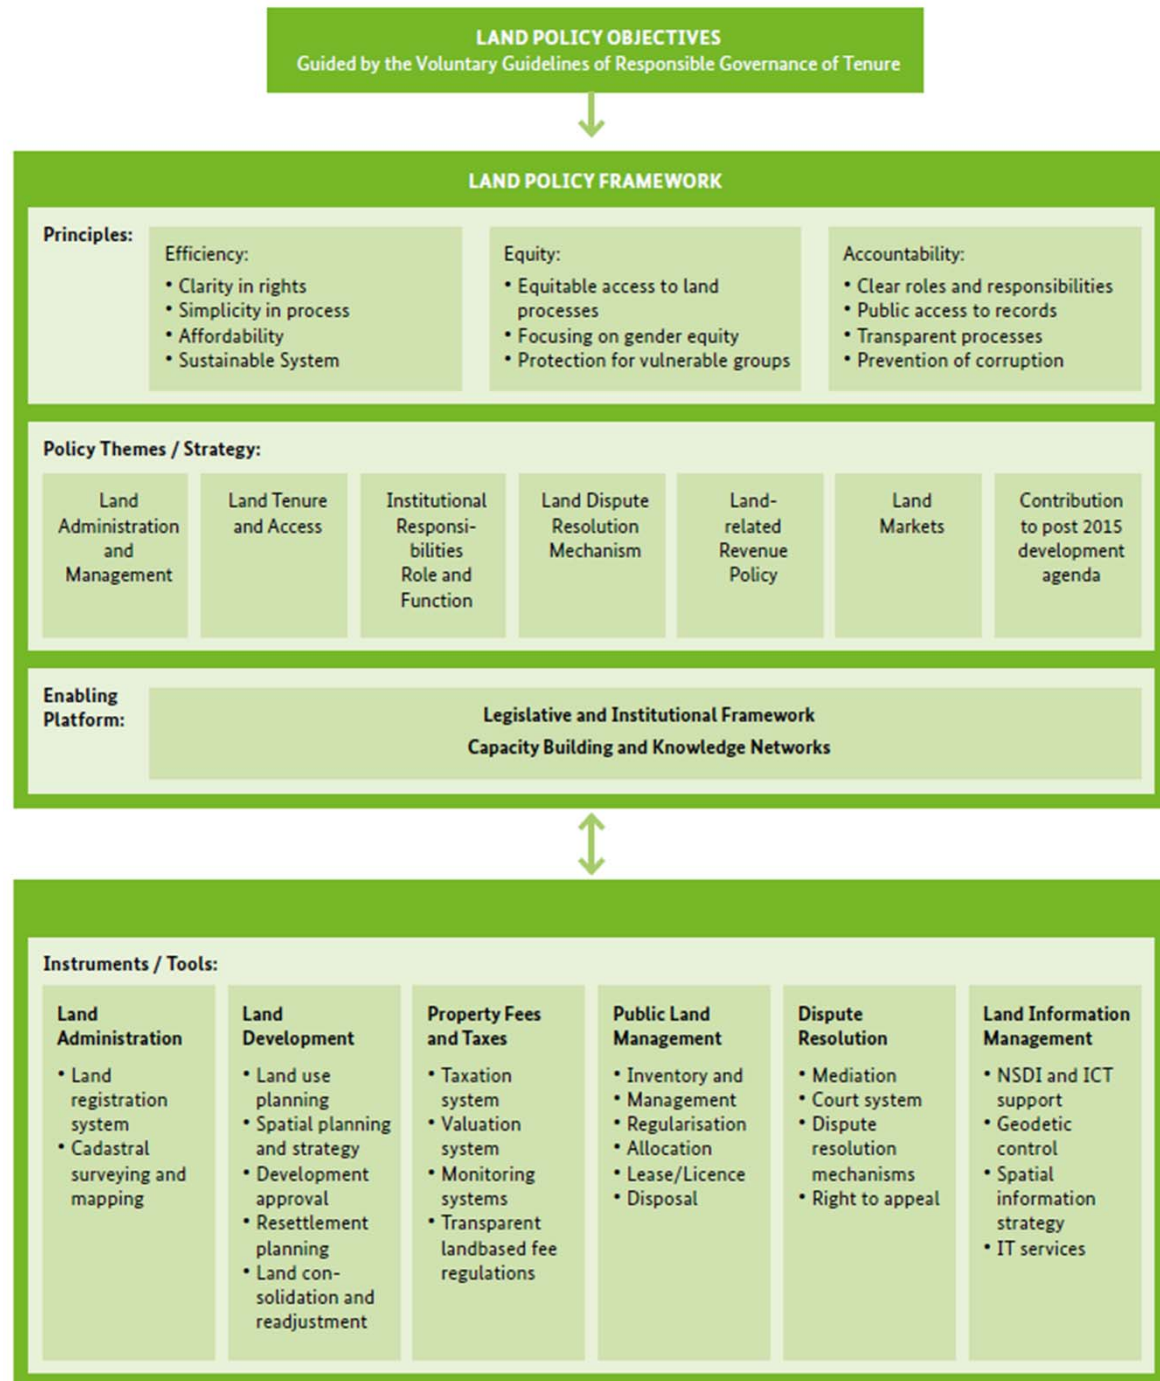 LAND POLICY OBJECTIVES
Guided by the Voluntary Guidelines of Responsible Governance of Tenure
LAND POLICY FRAMEWORK
Principles:
Efficiency:
• Clarity in rights
• Simplicity in process
• Affordability
• Sustainable System
Equity:
• Equitable access to land
processes
• Focusing on gender equity
• Protection for vulnerable groups
Accountability:
• Clear roles and responsibilities
• Public access to records
• Transparent processes
• Prevention of corruption
Policy Themes / Strategy:
Land
Administration
and
Management
Land Tenure
and Access
Institutional
Responsi-
bilities
Role and
Function
Land Dispute
Resolution
Mechanism
Land-
related
Revenue
Policy
Land
Markets
Contribution
to post 2015
development
agenda
Enabling
Platform:
Legislative and Institutional Framework
Capacity Building and Knowledge Networks
Instruments / Tools:
Land
Administration
• Land
registration
system
• Cadastral
surveying and
mapping
Land
Development
• Land use
planning
• Spatial planning
and strategy
• Development
approval
• Resettlement
planning
• Land con-
solidation and
readjustment
Property Fees
and Taxes
• Taxation
system
• Valuation
system
• Monitoring
systems
• Transparent
landbased fee
regulations
Public Land
Management
• Inventory and
• Management
• Regularisation
• Allocation
• Lease/Licence
• Disposal
Dispute
Resolution
• Mediation
• Court system
• Dispute
resolution
mechanisms
• Right to appeal
Land Information
Management
• NSDI and ICT
support
• Geodetic
control
• Spatial
information
strategy
• IT services